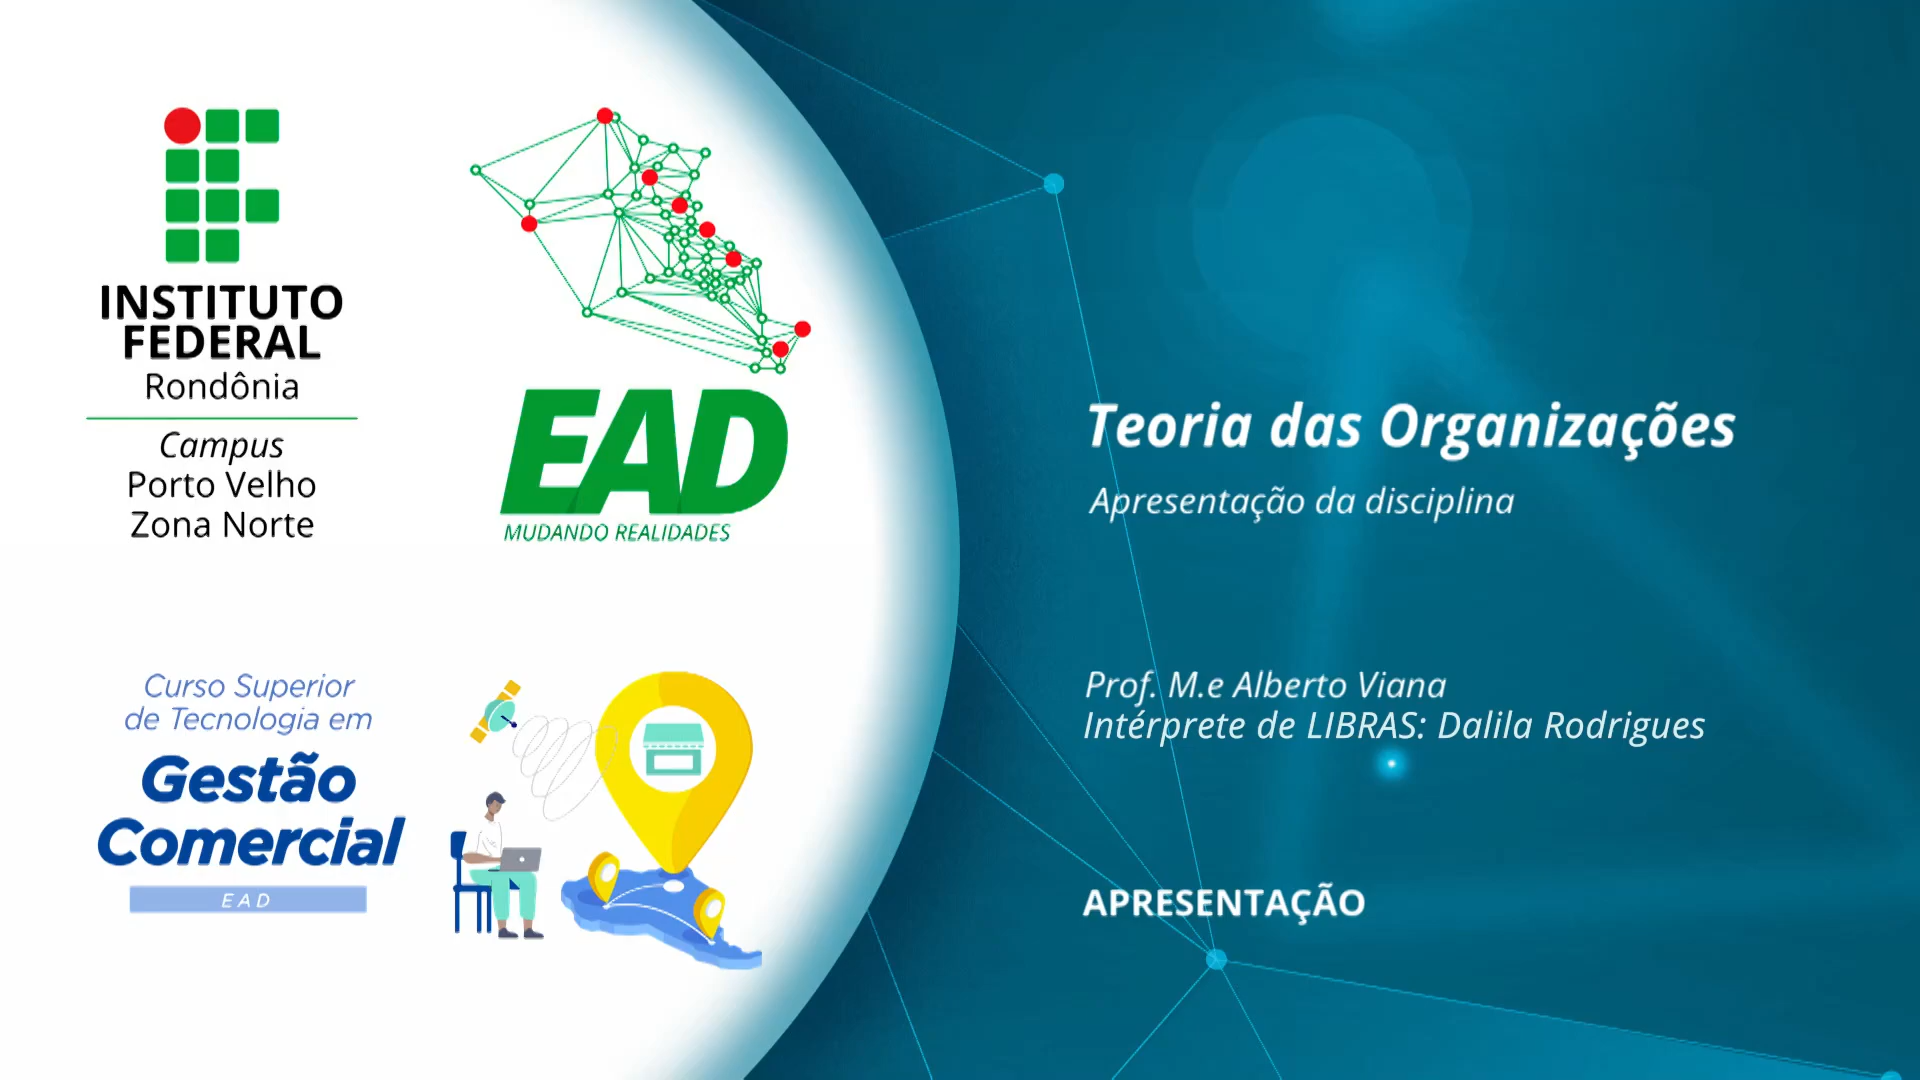 INSTITUTO
FEDERAL
Rondônia
Campus
Porto Velho
Zona Norte
EAD
MUDANDO REALIDADES
Curso Superior
de Tecnologia em
Gestão
Comercial
EAD
Teoria das Organizações
Apresentação da disciplina
Prof. M.e Alberto Viana
Intérprete de LIBRAS: Dalila Rodrigues
APRESENTAÇÃO